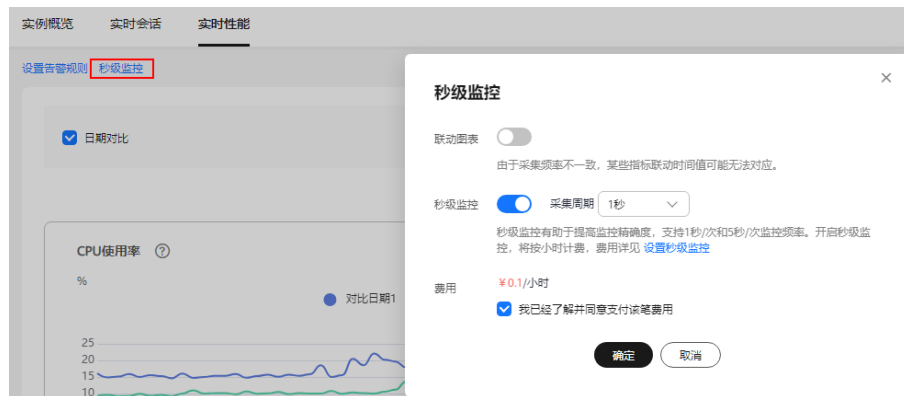 实例概览 实时会话 实时性能
设置告警规则 秒级监控
日期对比
CPU使用率 ?
%
对比日期1
25
20
15
10
秒级监控
联动图表
由于采集频率不一致，某些指标联动时间值可能无法对应。
秒级监控 采集周期 1秒
秒级监控有助于提高监控精确度，支持1秒/次和5秒/次监控频率。开启秒级监
控，将按小时计费，费用详见 设置秒级监控
费用 ¥0.1/小时
我已经了解并同意支付该笔费用
确定 取消